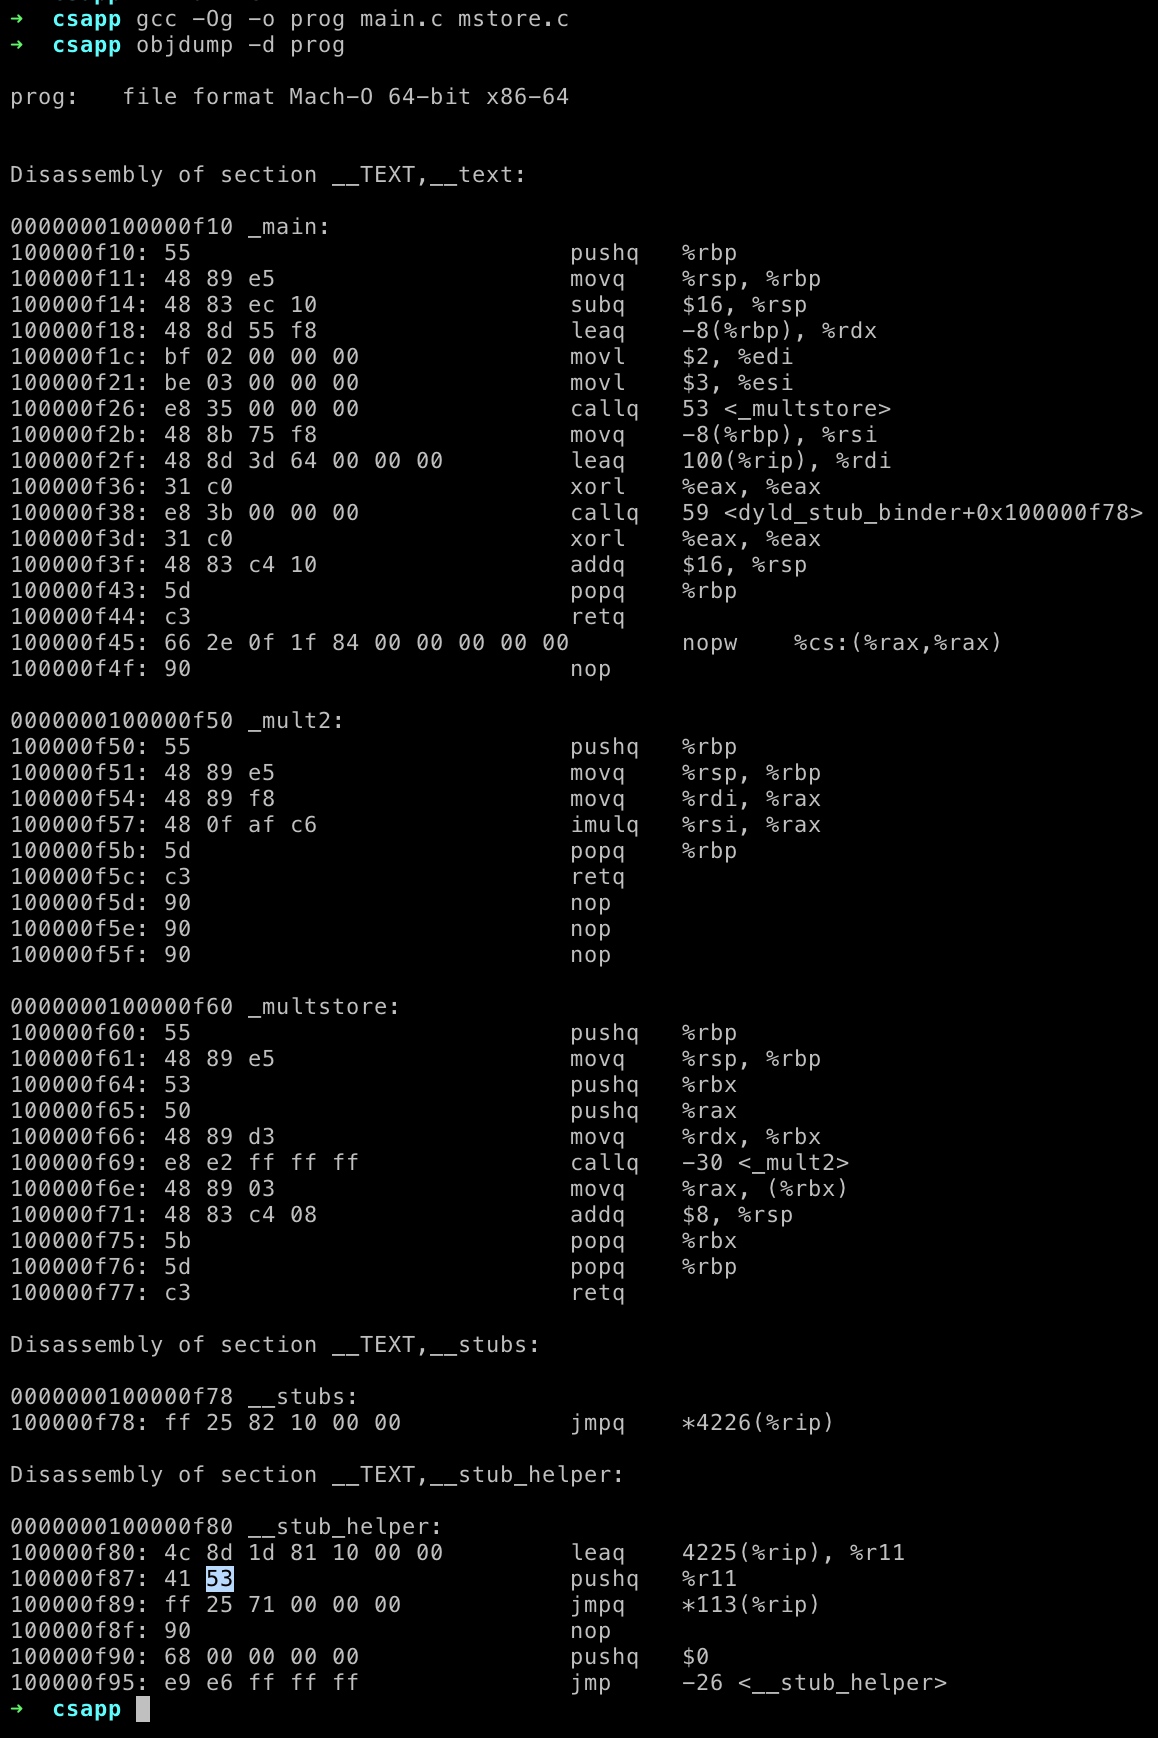 ➜  csapp gcc -Og -o prog main.c mstore.c
➜  csapp objdump -d prog

prog:   file format Mach-O 64-bit x86-64


Disassembly of section __TEXT,__text:

0000000100000f10 _main:
100000f10: 55                           pushq   %rbp
100000f11: 48 89 e5                     movq    %rsp, %rbp
100000f14: 48 83 ec 10                  subq    $16, %rsp
100000f18: 48 8d 55 f8                  leaq    -8(%rbp), %rdx
100000f1c: bf 02 00 00 00               movl    $2, %edi
100000f21: be 03 00 00 00               movl    $3, %esi
100000f26: e8 35 00 00 00               callq   53 <_multstore>
100000f2b: 48 8b 75 f8                  movq    -8(%rbp), %rsi
100000f2f: 48 8d 3d 64 00 00 00         leaq    100(%rip), %rdi
100000f36: 31 c0                        xorl    %eax, %eax
100000f38: e8 3b 00 00 00               callq   59 <dyld_stub_binder+0x100000f78>
100000f3d: 31 c0                        xorl    %eax, %eax
100000f3f: 48 83 c4 10                  addq    $16, %rsp
100000f43: 5d                           popq    %rbp
100000f44: c3                           retq
100000f45: 66 2e 0f 1f 84 00 00 00 00 00        nopw    %cs:(%rax,%rax)
100000f4f: 90                           nop

0000000100000f50 _mult2:
100000f50: 55                           pushq   %rbp
100000f51: 48 89 e5                     movq    %rsp, %rbp
100000f54: 48 89 f8                     movq    %rdi, %rax
100000f57: 48 0f af c6                  imulq   %rsi, %rax
100000f5b: 5d                           popq    %rbp
100000f5c: c3                           retq
100000f5d: 90                           nop
100000f5e: 90                           nop
100000f5f: 90                           nop

0000000100000f60 _multstore:
100000f60: 55                           pushq   %rbp
100000f61: 48 89 e5                     movq    %rsp, %rbp
100000f64: 53                           pushq   %rbx
100000f65: 50                           pushq   %rax
100000f66: 48 89 d3                     movq    %rdx, %rbx
100000f69: e8 e2 ff ff ff               callq   -30 <_mult2>
100000f6e: 48 89 03                     movq    %rax, (%rbx)
100000f71: 48 83 c4 08                  addq    $8, %rsp
100000f75: 5b                           popq    %rbx
100000f76: 5d                           popq    %rbp
100000f77: c3                           retq

Disassembly of section __TEXT,__stubs:

0000000100000f78 __stubs:
100000f78: ff 25 82 10 00 00            jmpq    *4226(%rip)

Disassembly of section __TEXT,__stub_helper:

0000000100000f80 __stub_helper:
100000f80: 4c 8d 1d 81 10 00 00         leaq    4225(%rip), %r11
100000f87: 41 53                        pushq   %r11
100000f89: ff 25 71 00 00 00            jmpq    *113(%rip)
100000f8f: 90                           nop
100000f90: 68 00 00 00 00               pushq   $0
100000f95: e9 e6 ff ff ff               jmp     -26 <__stub_helper>
➜  csapp